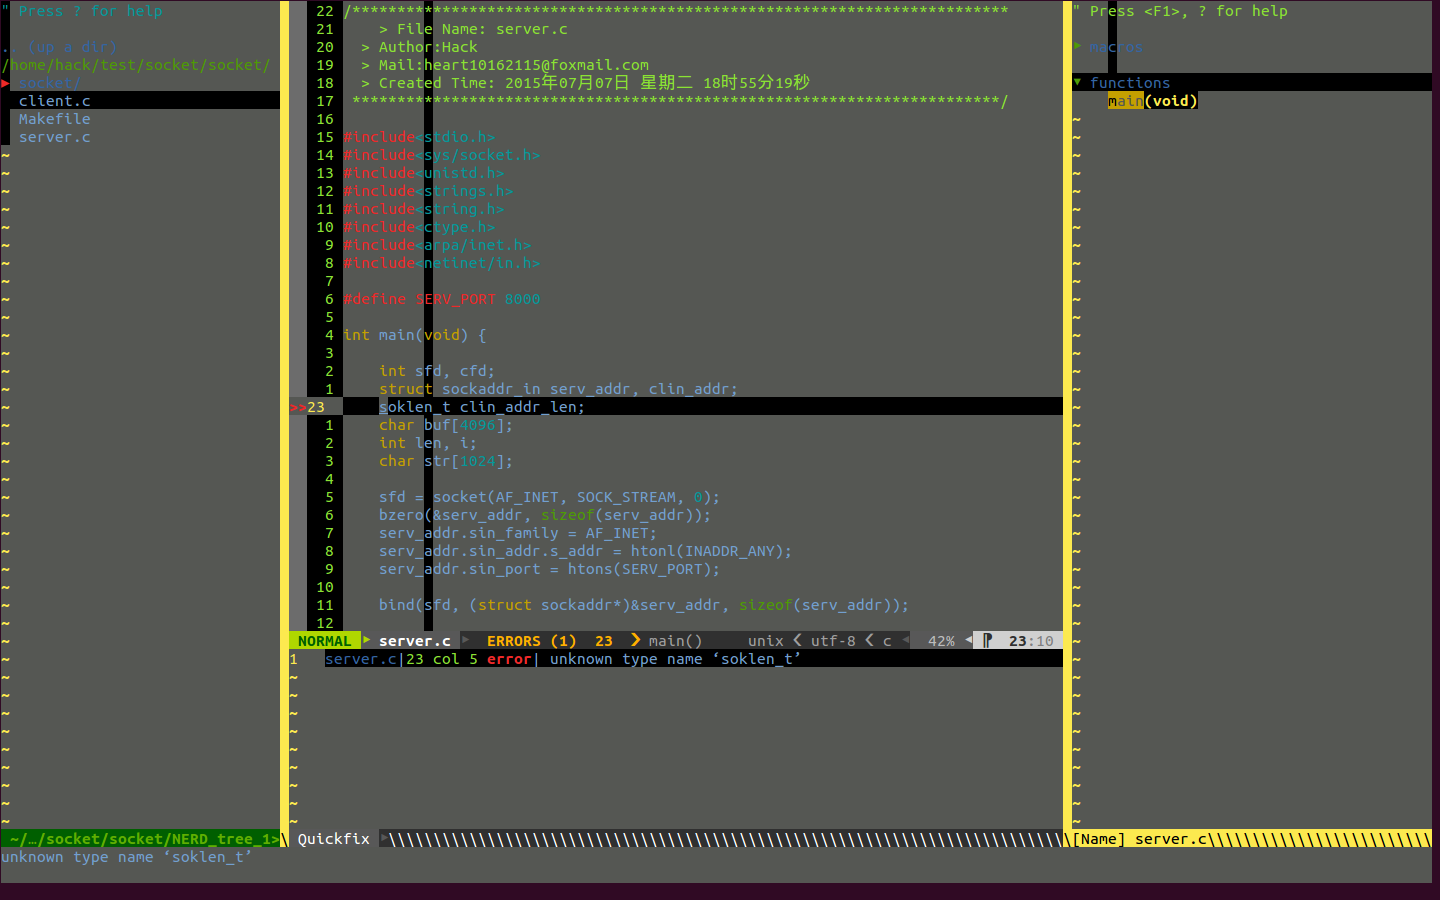 " Press ? for help
.. (up a dir)
/home/hack/test/socket/socket/
▸ socket/
client.c
Makefile
server.c
~/…/socket/socket/NERD_tree_1>
22 /*************************************************************************
21     > File Name: server.c
20   > Author:Hack
19   > Mail:heart10162115@foxmail.com
18   > Created Time: 2015年07月07日 星期二 18时55分19秒
17  ************************************************************************/
16
15 #include<stdio.h>
14 #include<sys/socket.h>
13 #include<unistd.h>
12 #include<strings.h>
11 #include<string.h>
10 #include<ctype.h>
9 #include<arpa/inet.h>
8 #include<netinet/in.h>
7
6 #define SERV_PORT 8000
5
4 int main(void) {
3
2     int sfd, cfd;
1     struct sockaddr_in serv_addr, clin_addr;
>>23     soklen_t clin_addr_len;
1     char buf[4096];
2     int len, i;
3     char str[1024];
4
5     sfd = socket(AF_INET, SOCK_STREAM, 0);
6     bzero(&serv_addr, sizeof(serv_addr));
7     serv_addr.sin_family = AF_INET;
8     serv_addr.sin_addr.s_addr = htonl(INADDR_ANY);
9     serv_addr.sin_port = htons(SERV_PORT);
10
11     bind(sfd, (struct sockaddr*)&serv_addr, sizeof(serv_addr));
12
NORMAL server.c ERRORS (1) 23 main() unix utf-8 c 42% 23:10
1 server.c|23 col 5 error| unknown type name ‘soklen_t’
Quickfix
" Press <F1>, ? for help
▸ macros
▾ functions
main(void)
[Name] server.c
unknown type name ‘soklen_t’